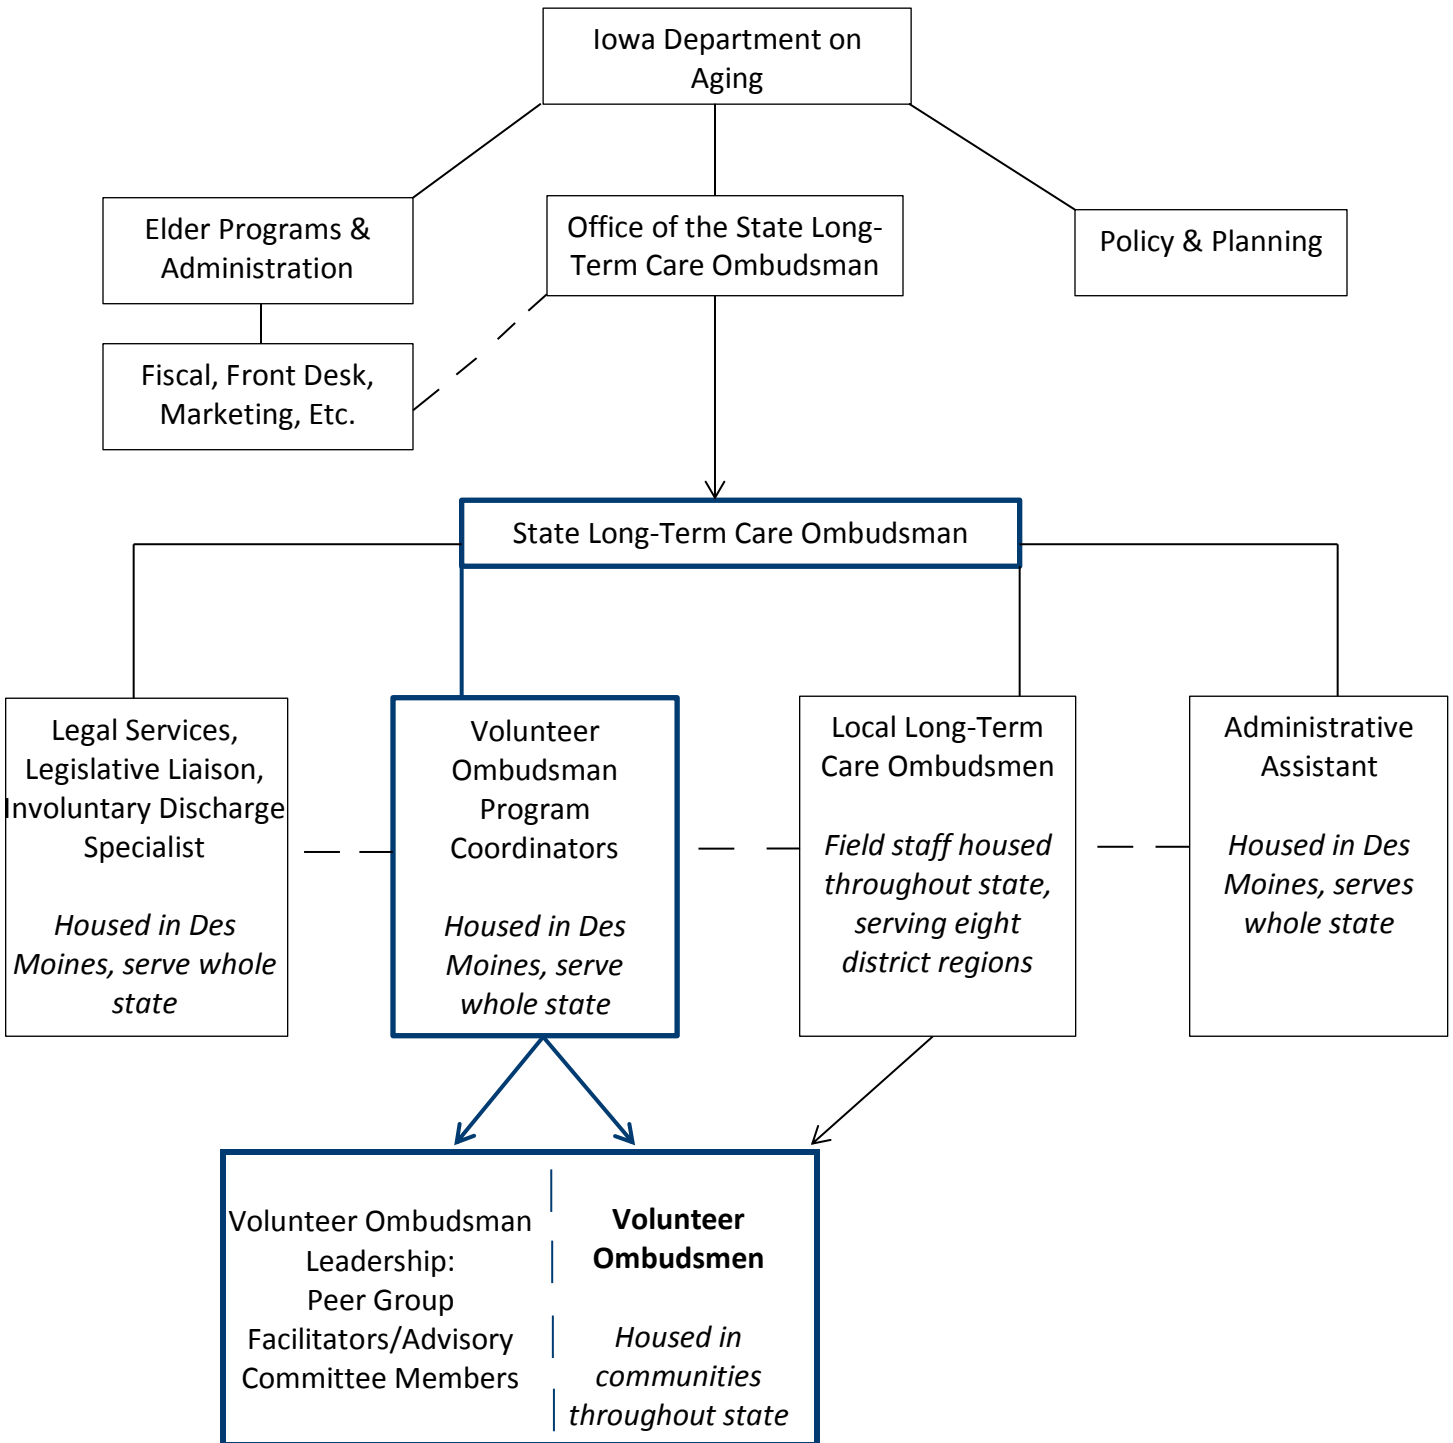 Iowa Department on
Aging
Elder Programs &
Administration
Office of the State Long-
Term Care Ombudsman
Policy & Planning
Fiscal, Front Desk,
Marketing, Etc.
State Long-Term Care Ombudsman
Legal Services,
Legislative Liaison,
Involuntary Discharge
Specialist
Housed in Des
Moines, serve whole
state
Volunteer
Ombudsman
Program
Coordinators
Housed in Des
Moines, serve
whole state
Local Long-Term
Care Ombudsmen
Field staff housed
throughout state,
serving eight
district regions
Administrative
Assistant
Housed in Des
Moines, serves
whole state
Volunteer Ombudsman
Leadership:
Peer Group
Facilitators/Advisory
Committee Members
Volunteer
Ombudsmen
Housed in
communities
throughout state